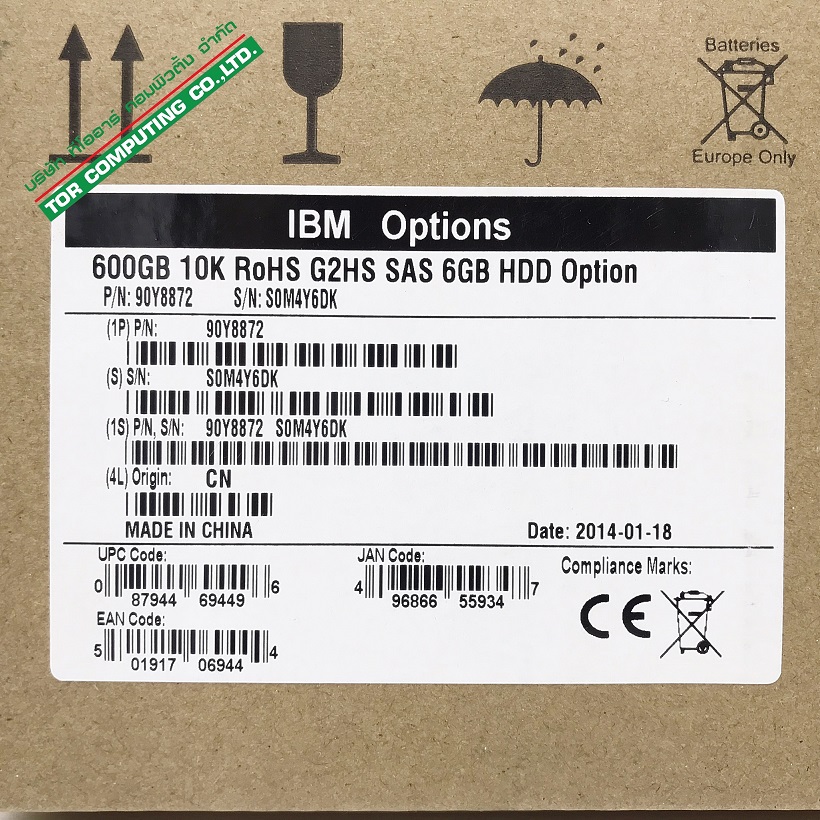 บริษัท ทีโออาร์ คอมพิวติ้ง จำกัด
TOR COMPUTING CO.,LTD.
Batteries
Europe Only
IBM Options
600GB 10K RoHS G2HS SAS 6GB HDD Option
P/N: 90Y8872 S/N: S0M4Y6DK
(1P) P/N: 90Y8872
(S) S/N: S0M4Y6DK
(1S) P/N, S/N: 90Y8872 S0M4Y6DK
(4L) Origin: CN
MADE IN CHINA Date: 2014-01-18
UPC Code: JAN Code: Compliance Marks:
0 87944 69449 6 4 96866 55934 7
CE
EAN Code:
5 01917 06944 4